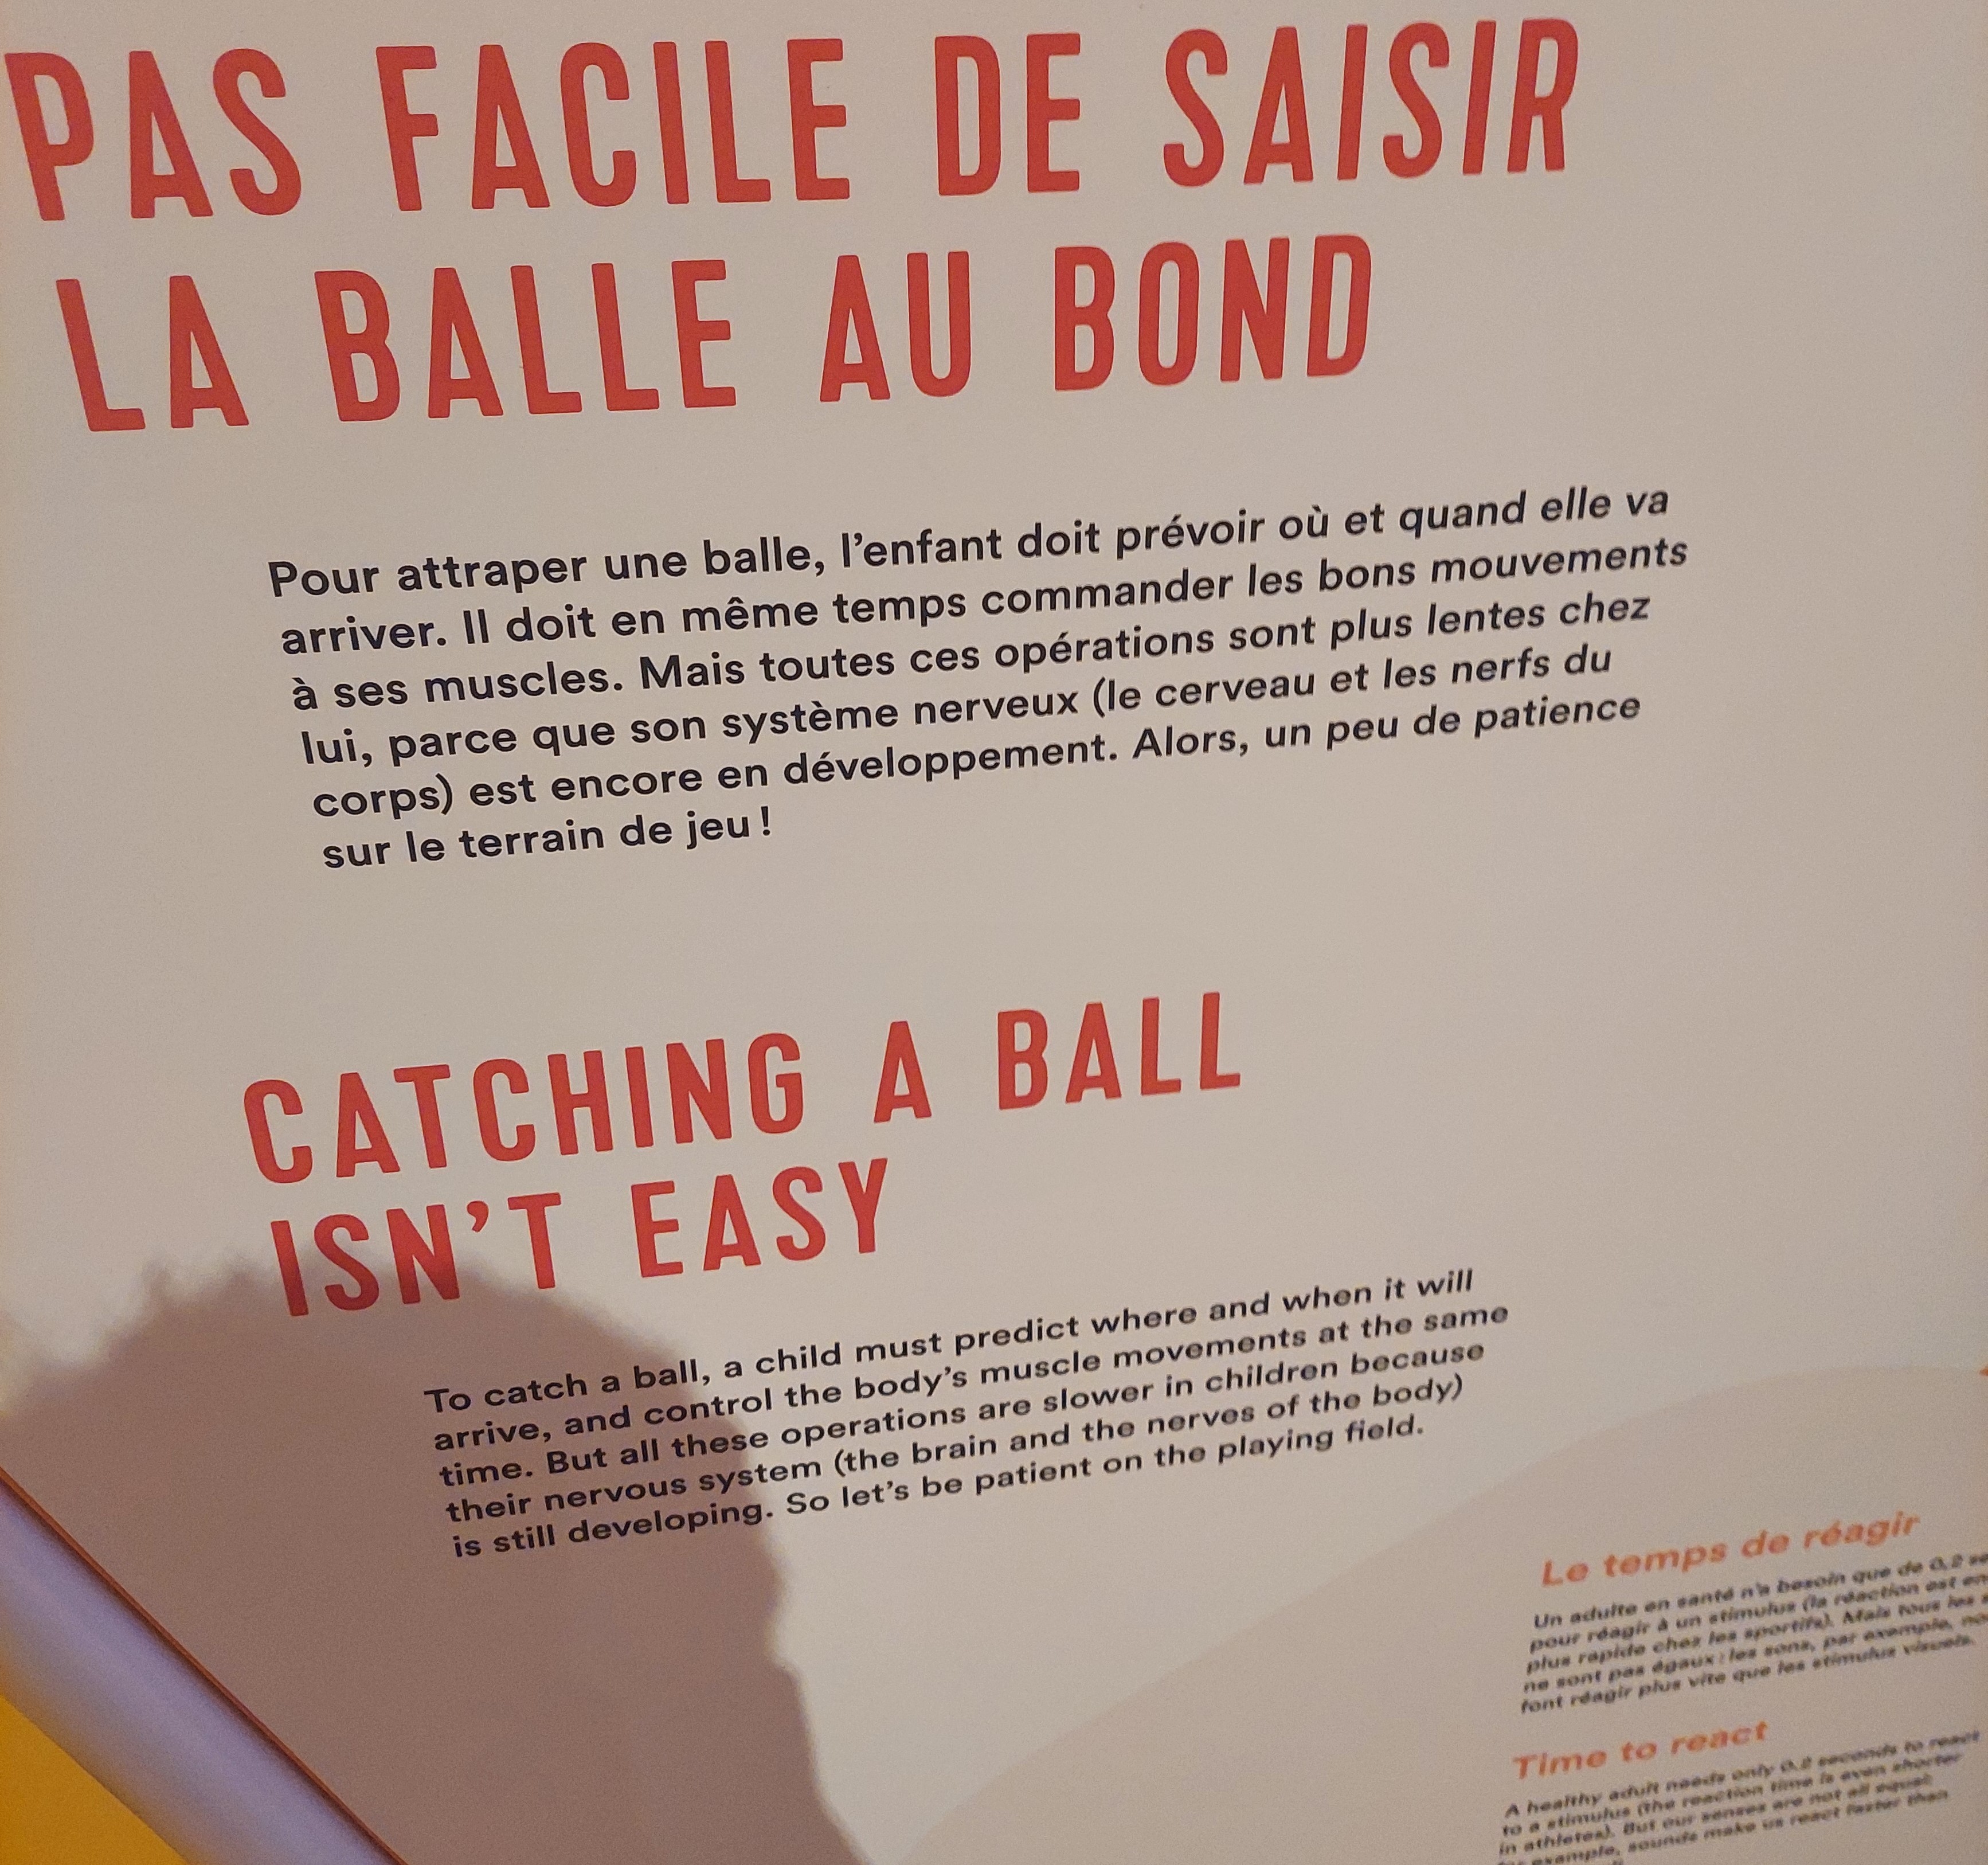 PAS FACILE DE SAISIR
LA BALLE AU BOND
Pour attraper une balle, l’enfant doit prévoir où et quand elle va
arriver. Il doit en même temps commander les bons mouvements
à ses muscles. Mais toutes ces opérations sont plus lentes chez
lui, parce que son système nerveux (le cerveau et les nerfs du
corps) est encore en développement. Alors, un peu de patience
sur le terrain de jeu !
CATCHING A BALL
ISN’T EASY
To catch a ball, a child must predict where and when it will
arrive, and control the body’s muscle movements at the same
time. But all these operations are slower in children because
their nervous system (the brain and the nerves of the body)
is still developing. So let’s be patient on the playing field.
Le temps de réagir
Un adulte en santé n’a besoin que de 0,2
pour réagir à un stimulus (la réaction est
plus rapide chez les sportifs). Mais tous les
ne sont pas égaux : les sons, par exemple,
font réagir plus vite que les stimulus visuels.
Time to react
A healthy adult needs only 0.2 seconds to react
to a stimulus (the reaction time is even shorter
in athletes). But our senses are not all equal:
example, sounds make us react faster than